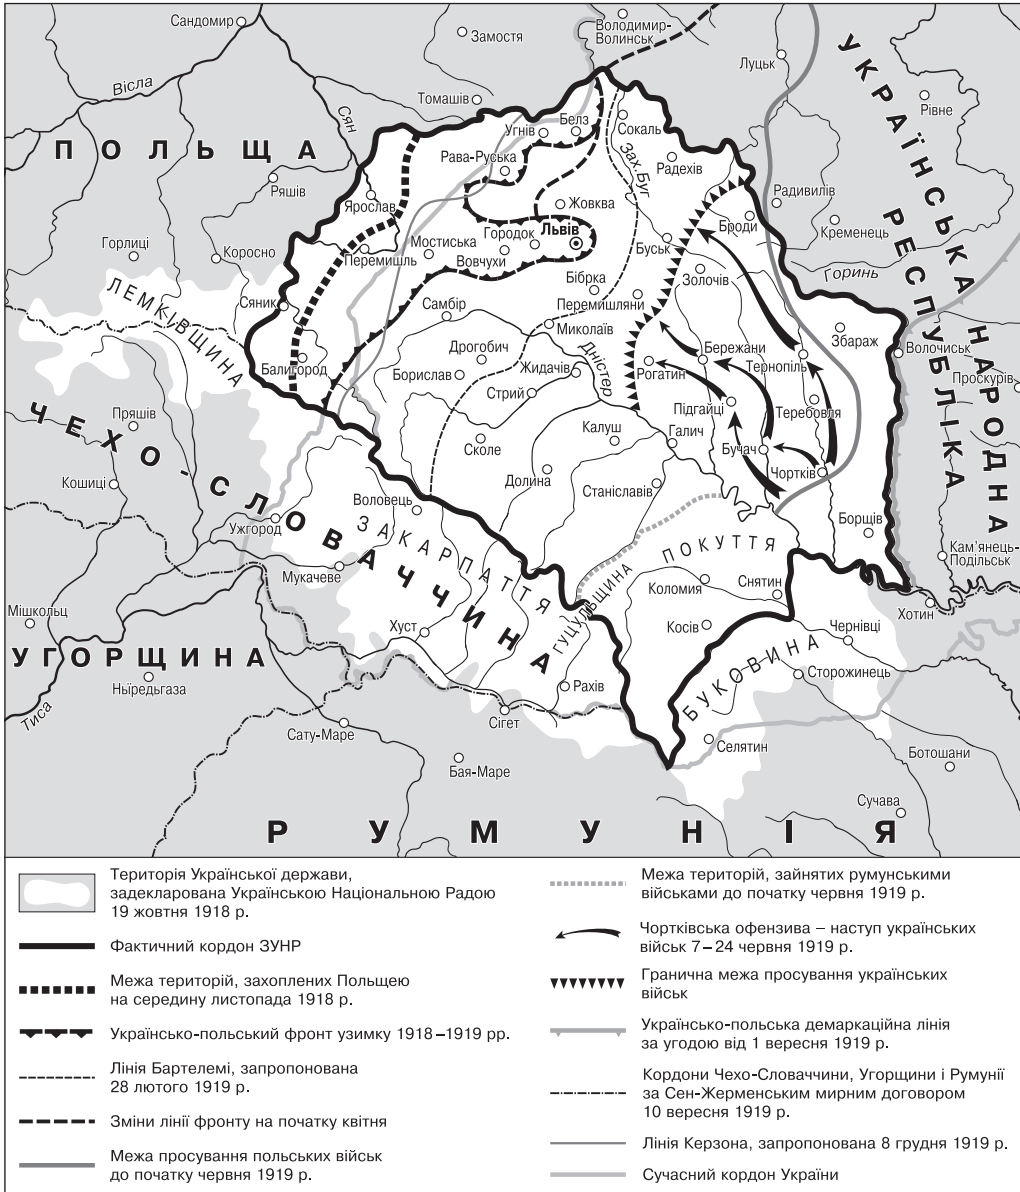 Сандомир
Замостя
Володимир-
Волинськ
Луцьк
Рівне
Вісла
Томашів
Сян
УКРАЇНСЬКА НАРОДНА
РЕСПУБЛІКА
ПОЛЬЩА
Угнів
Белз
Сокаль
Рава-Руська
Зах. Буг
Радехів
Ряшів
Ярослав
Жовква
Радивилів
Броди
Кременець
Горлиці
Коросно
Перемишль
Мостиська
Городок
Львів
Вовчухи
Буськ
Горинь
Золочів
Бібрка
ЛЕМКІВЩИНА
Сяник
Самбір
Перемишляни
Миколаїв
Збараж
Волочиськ
Дрогобич
Дністер
Бережани
Тернопіль
Балигород
Борислав
Жидачів
Рогатин
Проскурів
Стрий
Підгайці
Теребовля
Пряшів
ЧЕХО-СЛОВАЧЧИНА
Сколе
Калуш
Галич
Бучач
Кошиці
Долина
Чортків
Станіславів
Воловець
Борщів
Ужгород
ЗАКАРПАТТЯ
ПОКУТТЯ
Кам'янець-
Подільськ
Мукачеве
ГУЦУЛЬЩИНА
Коломия
Снятин
Мішкольц
Хотин
Хуст
Косів
Чернівці
УГОРЩИНА
БУКОВИНА
Сторожинець
Ньїредьгаза
Рахів
Тиса
Сігет
Сату-Маре
Селятин
Ботошани
Бая-Маре
Сучава
РУМУНІЯ
Територія Української держави,
задекларована Українською Національною Радою
19 жовтня 1918 р.
Фактичний кордон ЗУНР
Межа територій, захоплених Польщею
на середину листопада 1918 р.
Українсько-польський фронт узимку 1918–1919 рр.
Лінія Бартелемі, запропонована
28 лютого 1919 р.
Зміни лінії фронту на початку квітня
Межа просування польських військ
до початку червня 1919 р.
Межа територій, зайнятих румунськими
військами до початку червня 1919 р.
Чортківська офензива – наступ українських
військ 7–24 червня 1919 р.
Гранична межа просування українських
військ
Українсько-польська демаркаційна лінія
за угодою від 1 вересня 1919 р.
Кордони Чехо-Словаччини, Угорщини і Румунії
за Сен-Жерменським мирним договором
10 вересня 1919 р.
Лінія Керзона, запропонована 8 грудня 1919 р.
Сучасний кордон України